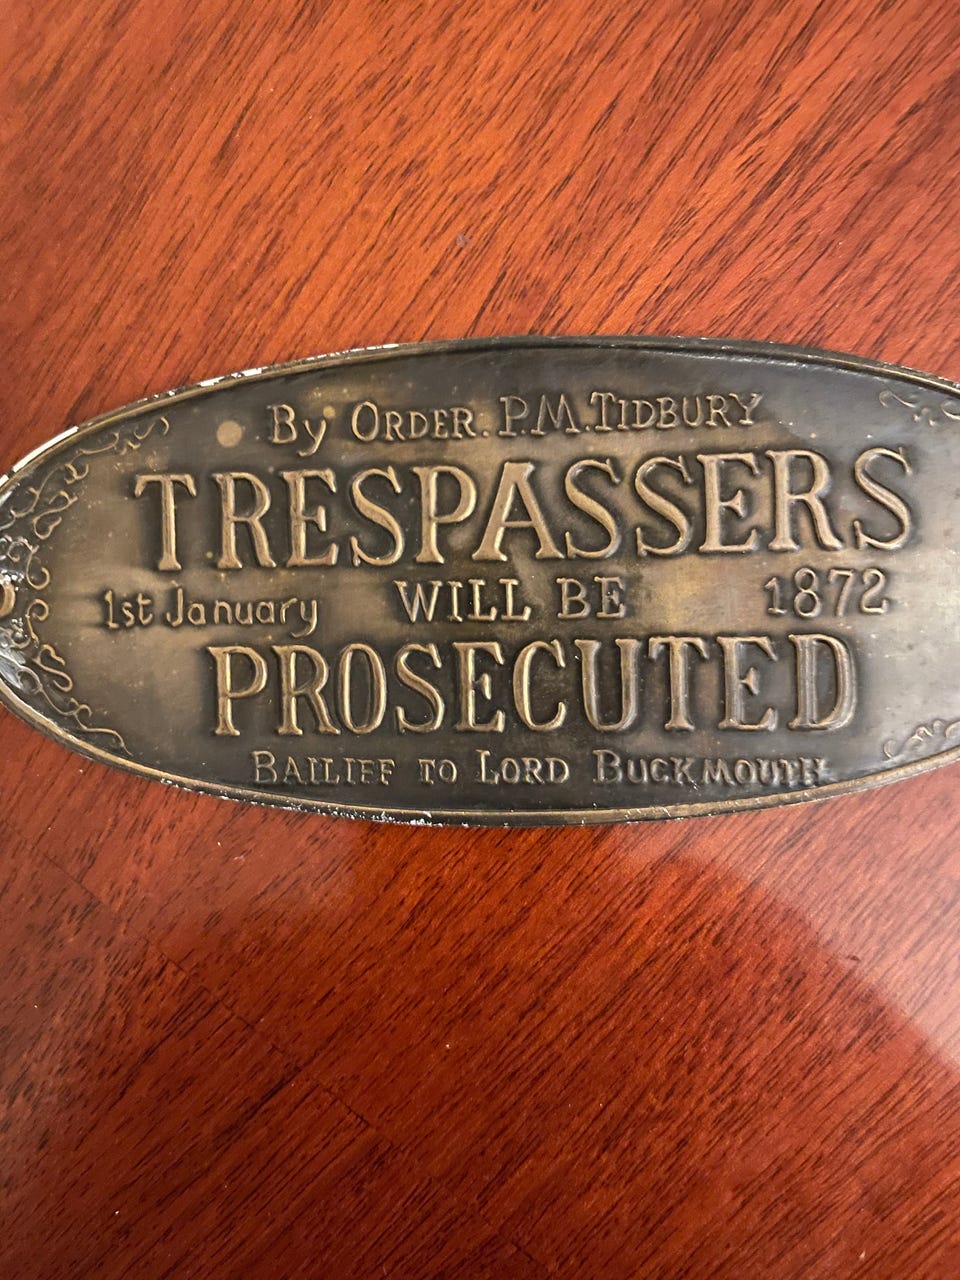 By ORDER. P.M. TIDBURY
TRESPASSERS
1st January WILL BE 1872
PROSECUTED
BAILIFF TO LORD BUCKMOUTH